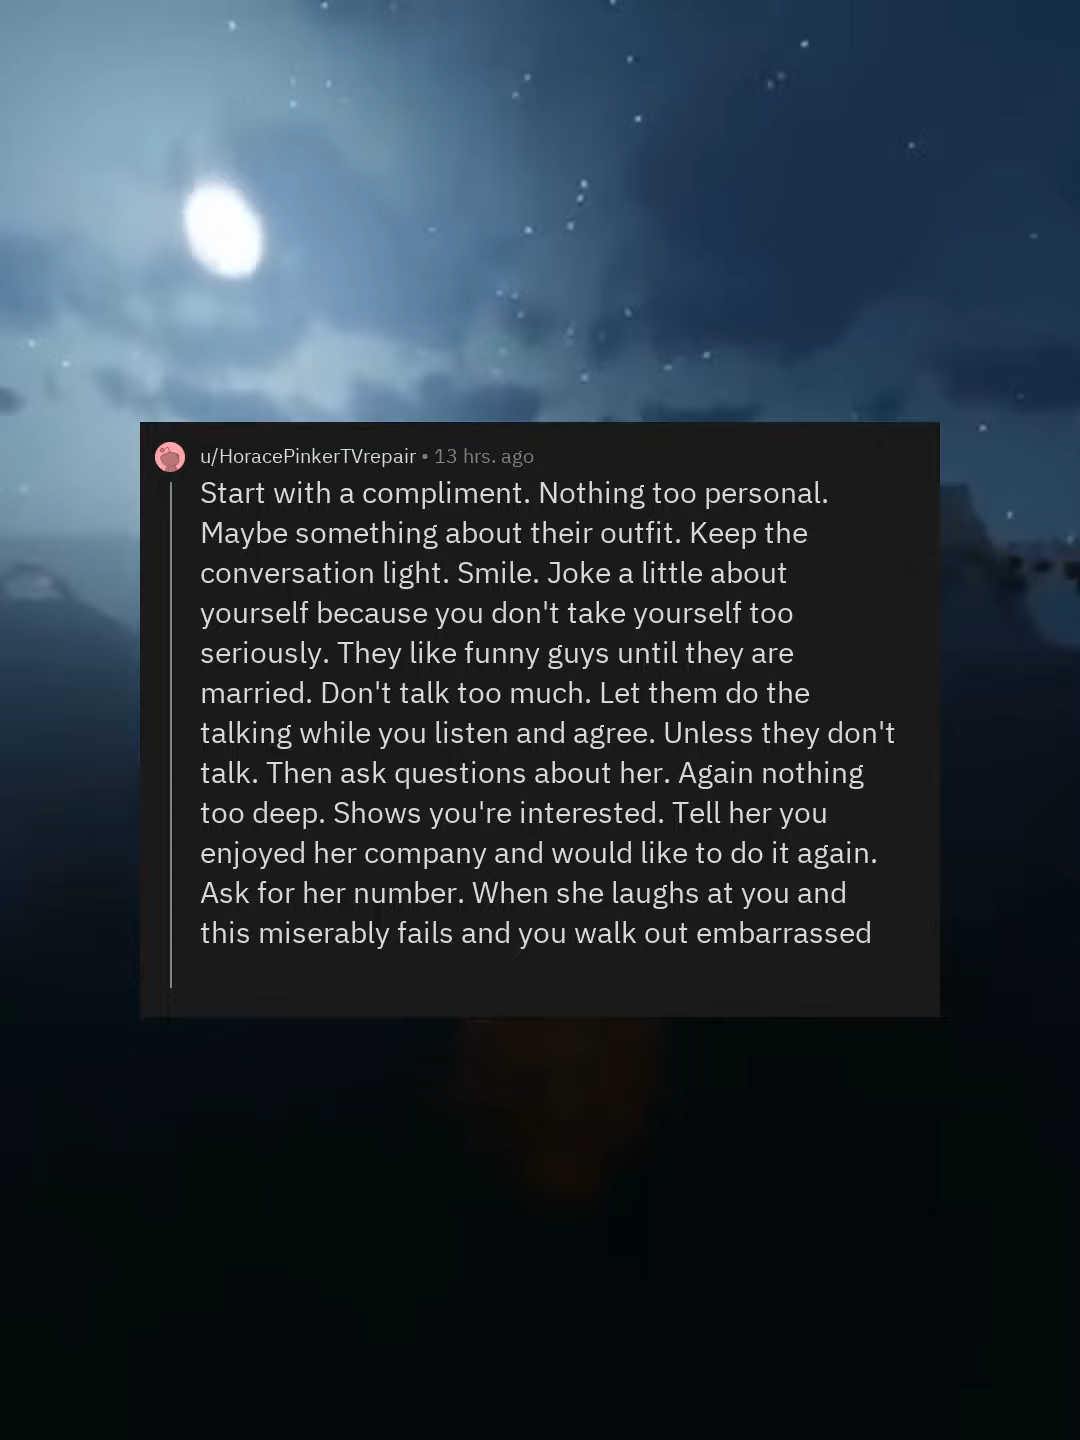 u/HoracePinkerTVrepair • 13 hrs. ago
Start with a compliment. Nothing too personal.
Maybe something about their outfit. Keep the
conversation light. Smile. Joke a little about
yourself because you don't take yourself too
seriously. They like funny guys until they are
married. Don't talk too much. Let them do the
talking while you listen and agree. Unless they don't
talk. Then ask questions about her. Again nothing
too deep. Shows you're interested. Tell her you
enjoyed her company and would like to do it again.
Ask for her number. When she laughs at you and
this miserably fails and you walk out embarrassed